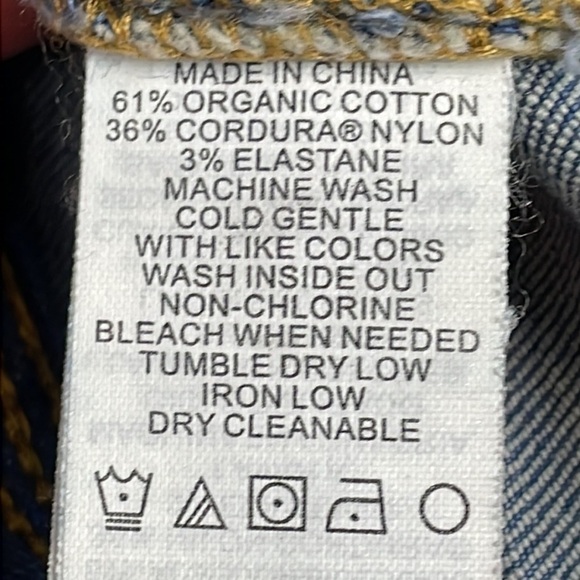 MADE IN CHINA
61% ORGANIC COTTON
36% CORDURA® NYLON
3% ELASTANE
MACHINE WASH
COLD GENTLE
WITH LIKE COLORS
WASH INSIDE OUT
NON-CHLORINE
BLEACH WHEN NEEDED
TUMBLE DRY LOW
IRON LOW
DRY CLEANABLE